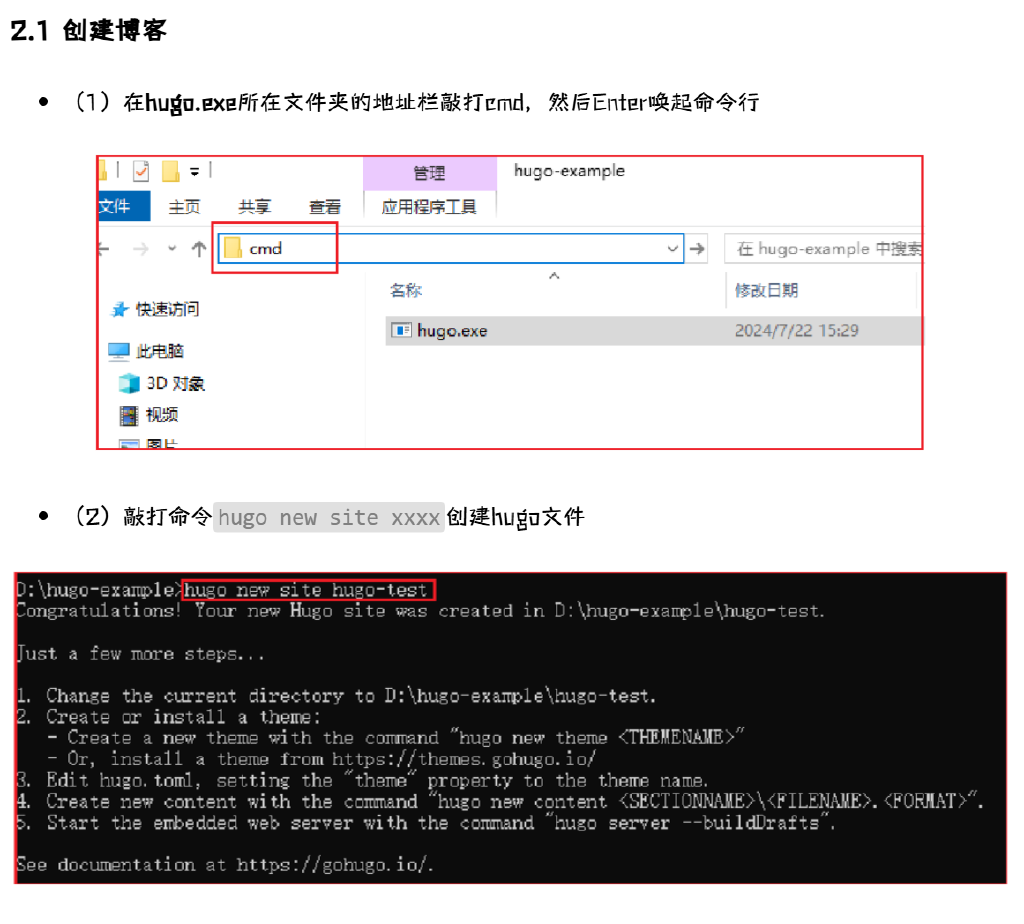 2.1 创建博客
（1）在hugo.exe所在文件夹的地址栏敲打cmd，然后Enter唤起命令行
管理 hugo-example
文件 主页 共享 查看 应用程序工具
cmd 在 hugo-example 中搜索
名称 修改日期
快速访问
hugo.exe 2024/7/22 15:29
此电脑
3D 对象
视频
图片
（2）敲打命令 hugo new site xxxx 创建hugo文件
D:\hugo-example>hugo new site hugo-test
Congratulations! Your new Hugo site was created in D:\hugo-example\hugo-test.
Just a few more steps...
1. Change the current directory to D:\hugo-example\hugo-test.
2. Create or install a theme:
- Create a new theme with the command "hugo new theme <THEMENAME>"
- Or, install a theme from https://themes.gohugo.io/
3. Edit hugo.toml, setting the "theme" property to the theme name.
4. Create new content with the command "hugo new content <SECTIONNAME>\<FILENAME>.<FORMAT>".
5. Start the embedded web server with the command "hugo server --buildDrafts".
See documentation at https://gohugo.io/.